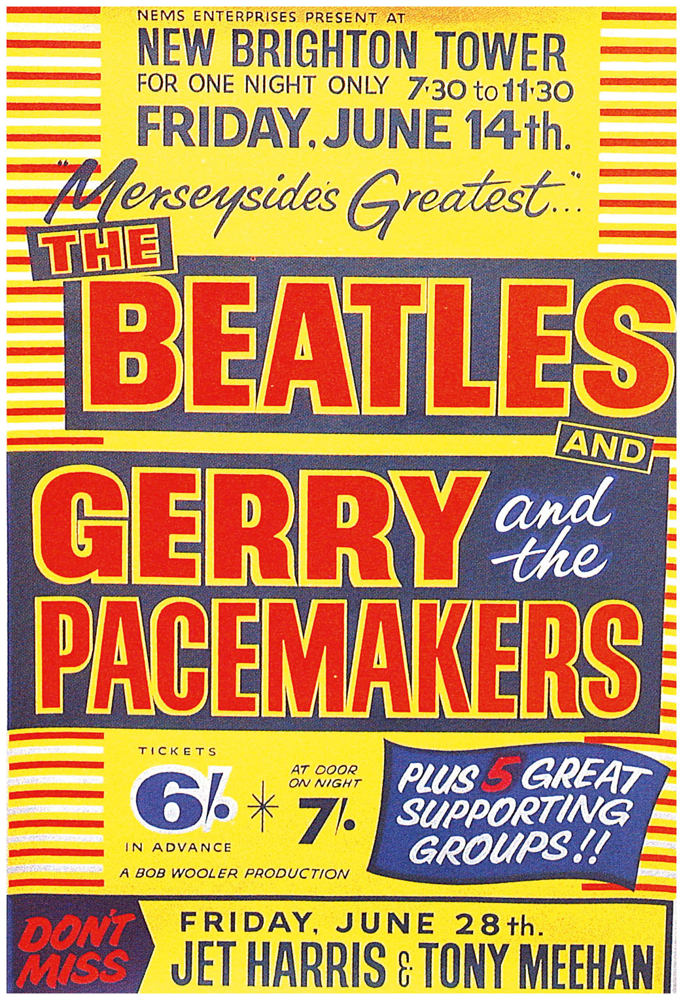 NEMS ENTERPRISES PRESENT AT
NEW BRIGHTON TOWER
FOR ONE NIGHT ONLY 7·30 to 11·30
FRIDAY, JUNE 14th.
"Merseyside's Greatest..."
THE
BEATLES
AND
GERRY and the
PACEMAKERS
TICKETS
6/.
IN ADVANCE
AT DOOR
ON NIGHT
7/.
A BOB WOOLER PRODUCTION
PLUS 5 GREAT
SUPPORTING
GROUPS!!
DON'T
MISS
FRIDAY, JUNE 28th.
JET HARRIS & TONY MEEHAN